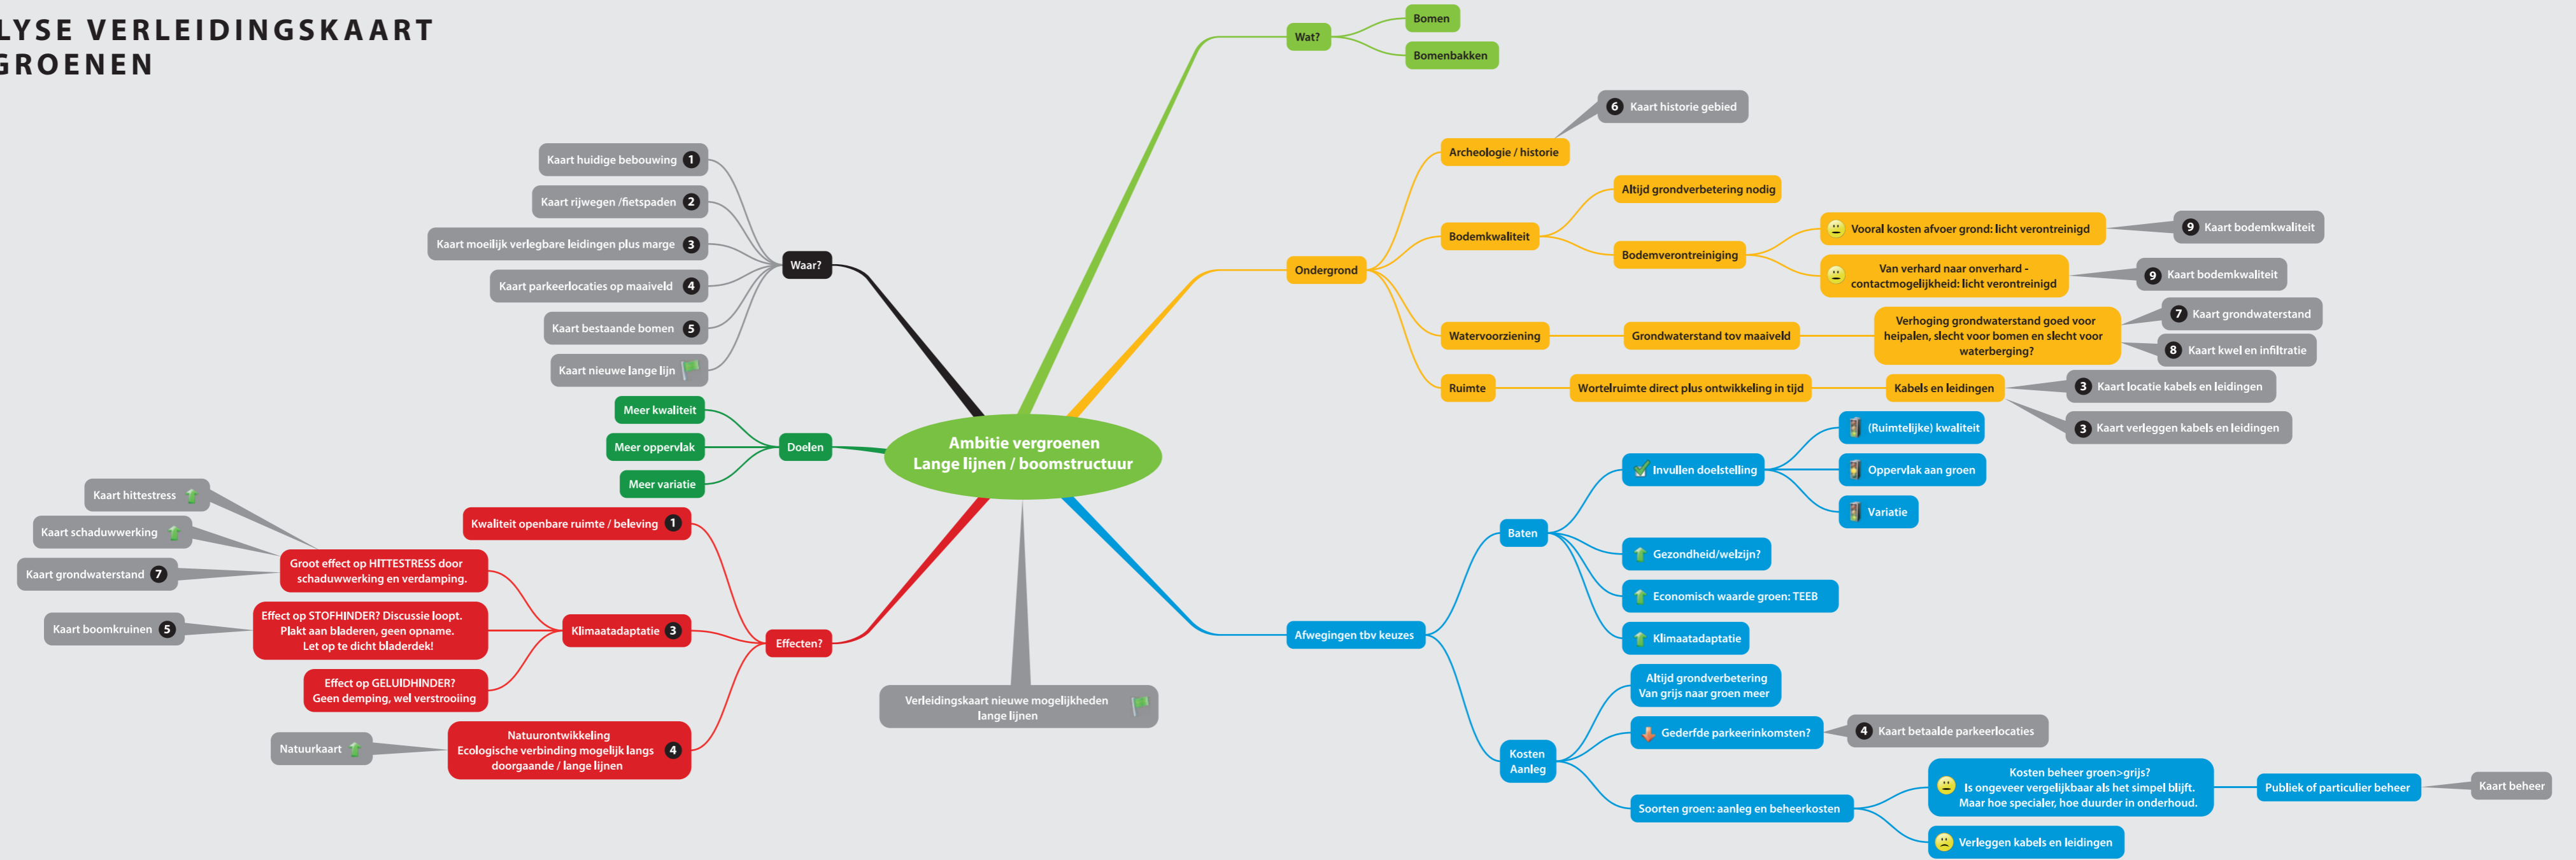 LYSE VERLEIDINGSKAART
GROENEN
Wat?
Bomen
Bomenbakken
6 Kaart historie gebied
Archeologie / historie
Altijd grondverbetering nodig
Bodemkwaliteit
Bodemverontreiniging
Vooral kosten afvoer grond: licht verontreinigd
9 Kaart bodemkwaliteit
Van verhard naar onverhard -
contactmogelijkheid: licht verontreinigd
9 Kaart bodemkwaliteit
Ondergrond
Watervoorziening
Grondwaterstand tov maaiveld
Verhoging grondwaterstand goed voor
heipalen, slecht voor bomen en slecht voor
waterberging?
7 Kaart grondwaterstand
8 Kaart kwel en infiltratie
Ruimte
Wortelruimte direct plus ontwikkeling in tijd
Kabels en leidingen
3 Kaart locatie kabels en leidingen
3 Kaart verleggen kabels en leidingen
Kaart huidige bebouwing 1
Kaart rijwegen /fietspaden 2
Kaart moeilijk verlegbare leidingen plus marge 3
Kaart parkeerlocaties op maaiveld 4
Kaart bestaande bomen 5
Kaart nieuwe lange lijn
Waar?
Meer kwaliteit
Meer oppervlak
Meer variatie
Doelen
Ambitie vergroenen
Lange lijnen / boomstructuur
Kwaliteit openbare ruimte / beleving 1
Kaart hittestress
Kaart schaduwwerking
Kaart grondwaterstand 7
Groot effect op HITTESTRESS door
schaduwwerking en verdamping.
Kaart boomkruinen 5
Effect op STOFHINDER? Discussie loopt.
Plakt aan bladeren, geen opname.
Let op te dicht bladerdek!
Klimaatadaptatie 3
Effecten?
Effect op GELUIDHINDER?
Geen demping, wel verstrooiing
Natuurkaart
Natuurontwikkeling
Ecologische verbinding mogelijk langs 4
doorgaande / lange lijnen
Verleidingskaart nieuwe mogelijkheden
lange lijnen
Afwegingen tbv keuzes
Baten
Invullen doelstelling
(Ruimtelijke) kwaliteit
Oppervlak aan groen
Variatie
Gezondheid/welzijn?
Economisch waarde groen: TEEB
Klimaatadaptatie
Kosten
Aanleg
Altijd grondverbetering
Van grijs naar groen meer
Gederfde parkeerinkomsten?
4 Kaart betaalde parkeerlocaties
Soorten groen: aanleg en beheerkosten
Kosten beheer groen>grijs?
Is ongeveer vergelijkbaar als het simpel blijft.
Maar hoe specialer, hoe duurder in onderhoud.
Publiek of particulier beheer
Kaart beheer
Verleggen kabels en leidingen